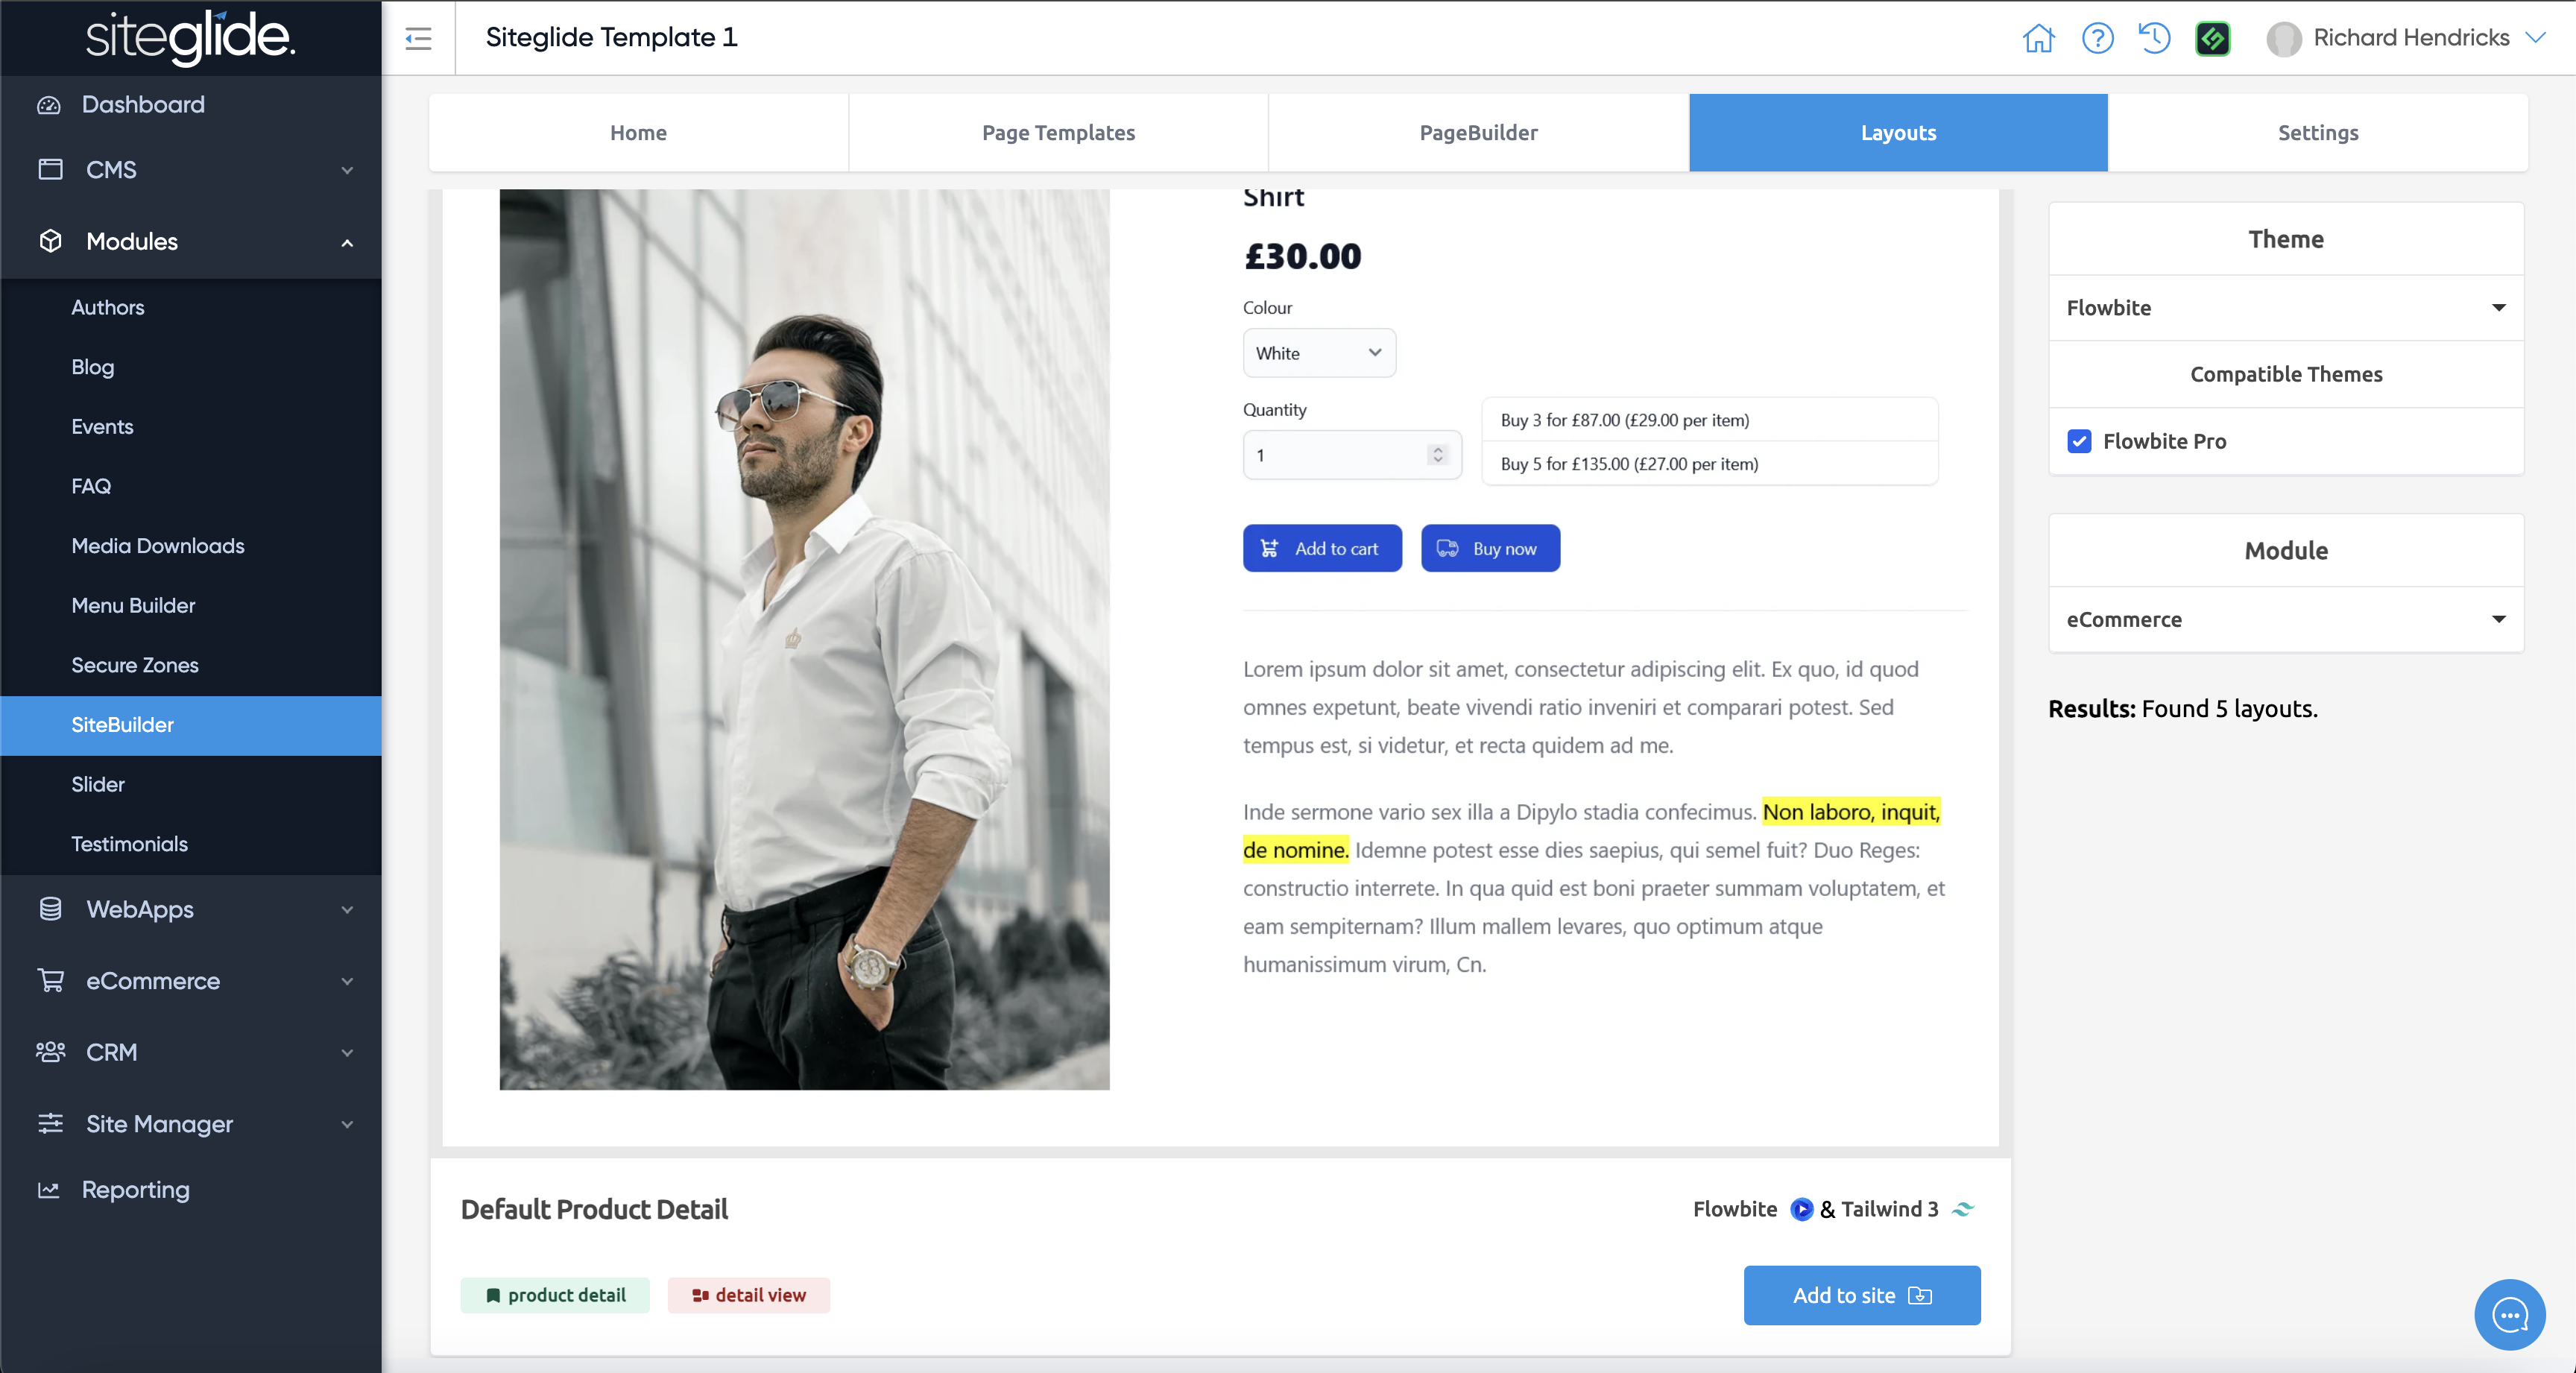 siteglide.
Siteglide Template 1
Richard Hendricks
Dashboard
CMS
Modules
Authors
Blog
Events
FAQ
Media Downloads
Menu Builder
Secure Zones
SiteBuilder
Slider
Testimonials
WebApps
eCommerce
CRM
Site Manager
Reporting
Home
Page Templates
PageBuilder
Layouts
Settings
Shirt
£30.00
Colour
White
Quantity
1
Buy 3 for £87.00 (£29.00 per item)
Buy 5 for £135.00 (£27.00 per item)
Add to cart
Buy now
Lorem ipsum dolor sit amet, consectetur adipiscing elit. Ex quo, id quod
omnes expetunt, beate vivendi ratio inveniri et comparari potest. Sed
tempus est, si videtur, et recta quidem ad me.
Inde sermone vario sex illa a Dipylo stadia confecimus. Non laboro, inquit,
de nomine. Idemne potest esse dies saepius, qui semel fuit? Duo Reges:
constructio interrete. In qua quid est boni praeter summam voluptatem, et
eam sempiternam? Illum mallem levares, quo optimum atque
humanissimum virum, Cn.
Default Product Detail
Flowbite & Tailwind 3
product detail
detail view
Add to site
Theme
Flowbite
Compatible Themes
Flowbite Pro
Module
eCommerce
Results: Found 5 layouts.